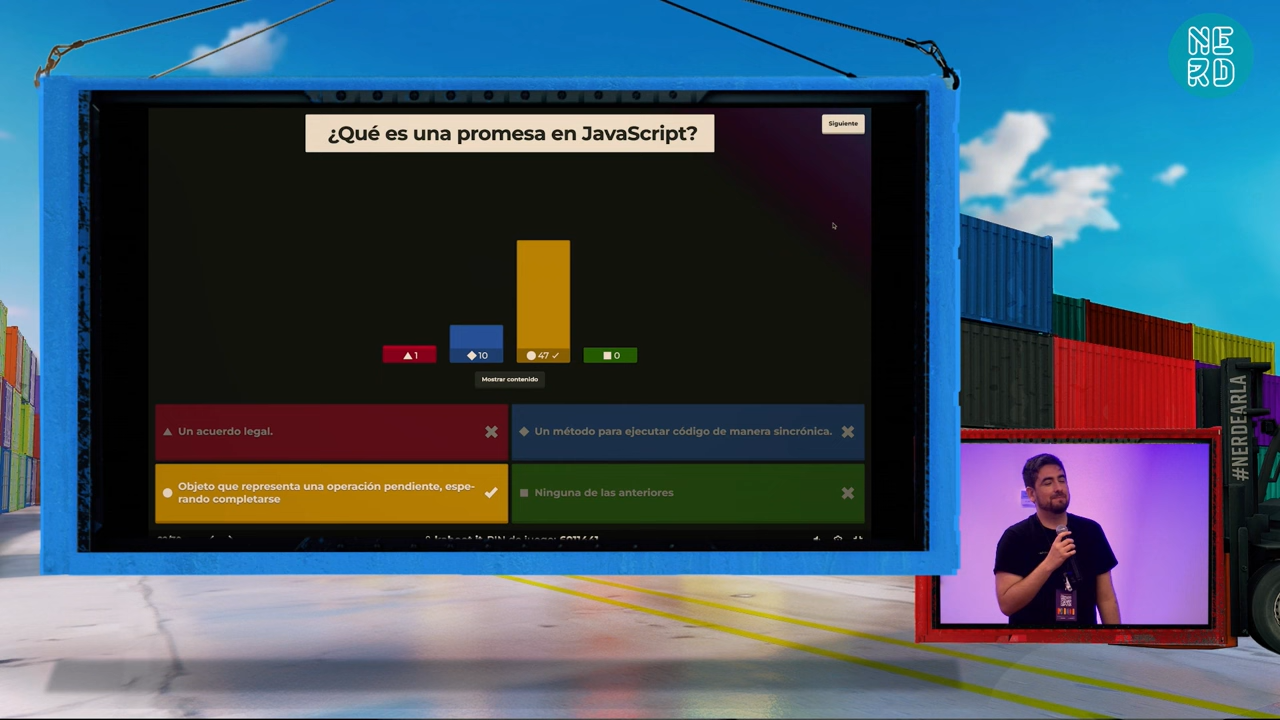 NE
RD
¿Qué es una promesa en JavaScript?
Siguiente
1
10
47
0
Mostrar contenido
Un acuerdo legal.
Un método para ejecutar código de manera sincrónica.
Objeto que representa una operación pendiente, espe-
rando completarse
Ninguna de las anteriores
#NERDEARLA